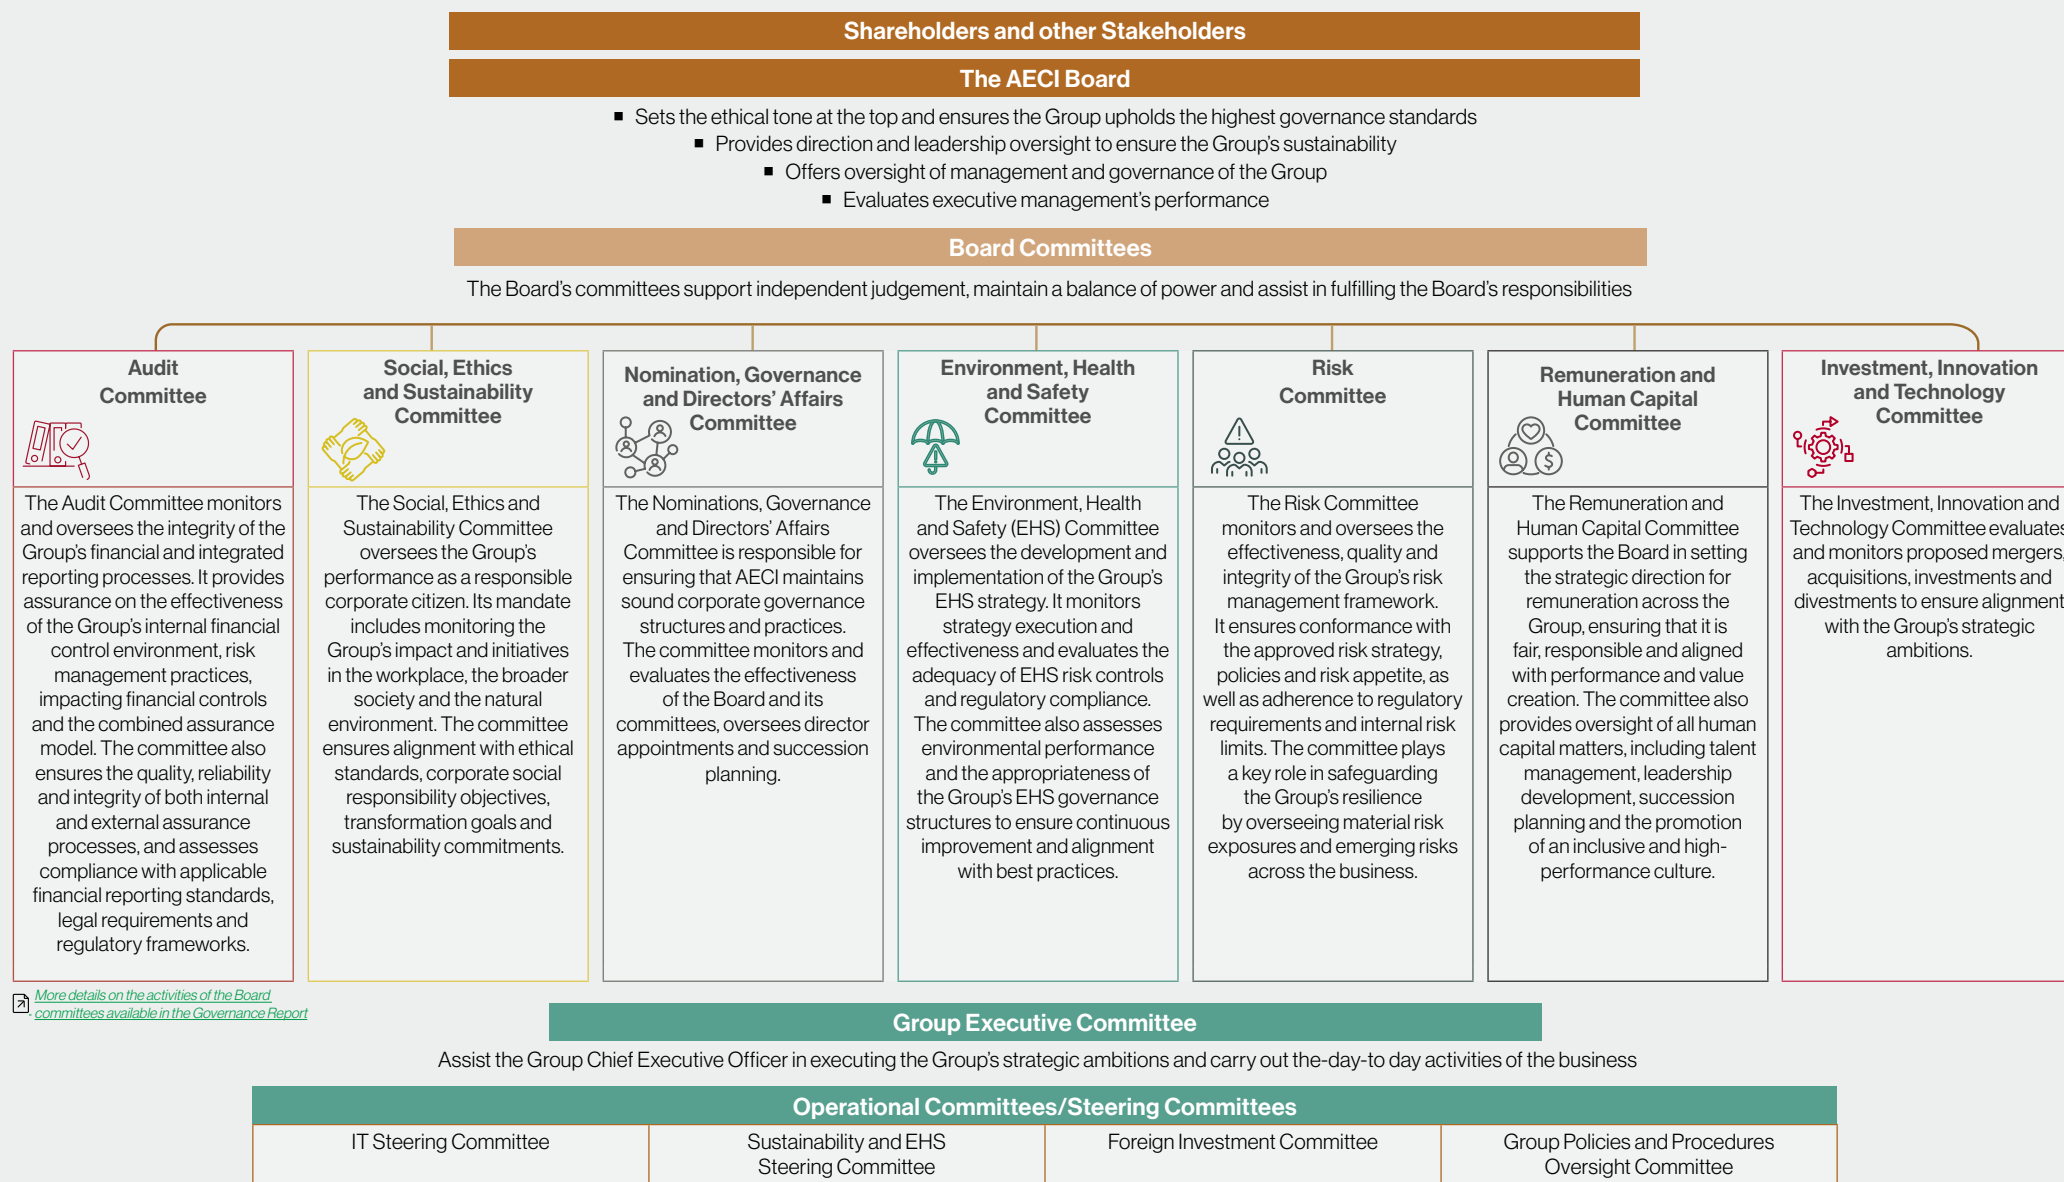 Shareholders and other Stakeholders
The AECI Board
■ Sets the ethical tone at the top and ensures the Group upholds the highest governance standards
■ Provides direction and leadership oversight to ensure the Group's sustainability
■ Offers oversight of management and governance of the Group
■ Evaluates executive management's performance
Board Committees
The Board's committees support independent judgement, maintain a balance of power and assist in fulfilling the Board's responsibilities
Audit
Committee
The Audit Committee monitors
and oversees the integrity of the
Group's financial and integrated
reporting processes. It provides
assurance on the effectiveness
of the Group's internal financial
control environment, risk
management practices,
impacting financial controls
and the combined assurance
model. The committee also
ensures the quality, reliability
and integrity of both internal
and external assurance
processes, and assesses
compliance with applicable
financial reporting standards,
legal requirements and
regulatory frameworks.
Social, Ethics
and Sustainability
Committee
The Social, Ethics and
Sustainability Committee
oversees the Group's
performance as a responsible
corporate citizen. Its mandate
includes monitoring the
Group's impact and initiatives
in the workplace, the broader
society and the natural
environment. The committee
ensures alignment with ethical
standards, corporate social
responsibility objectives,
transformation goals and
sustainability commitments.
Nomination, Governance
and Directors' Affairs
Committee
The Nominations, Governance
and Directors' Affairs
Committee is responsible for
ensuring that AECI maintains
sound corporate governance
structures and practices.
The committee monitors and
evaluates the effectiveness
of the Board and its
committees, oversees director
appointments and succession
planning.
Environment, Health
and Safety
Committee
The Environment, Health
and Safety (EHS) Committee
oversees the development and
implementation of the Group's
EHS strategy. It monitors
strategy execution and
effectiveness and evaluates the
adequacy of EHS risk controls
and regulatory compliance.
The committee also assesses
environmental performance
and the appropriateness of
the Group's EHS governance
structures to ensure continuous
improvement and alignment
with best practices.
Risk
Committee
The Risk Committee
monitors and oversees the
effectiveness, quality and
integrity of the Group's risk
management framework.
It ensures conformance with
the approved risk strategy,
policies and risk appetite, as
well as adherence to regulatory
requirements and internal risk
limits. The committee plays
a key role in safeguarding
the Group's resilience
by overseeing material risk
exposures and emerging risks
across the business.
Remuneration and
Human Capital
Committee
The Remuneration and
Human Capital Committee
supports the Board in setting
the strategic direction for
remuneration across the
Group, ensuring that it is
fair, responsible and aligned
with performance and value
creation. The committee also
provides oversight of all human
capital matters, including talent
management, leadership
development, succession
planning and the promotion
of an inclusive and high-
performance culture.
Investment, Innovation
and Technology
Committee
The Investment, Innovation and
Technology Committee evaluates
and monitors proposed mergers,
acquisitions, investments and
divestments to ensure alignment
with the Group's strategic
ambitions.
More details on the activities of the Board
committees available in the Governance Report
Group Executive Committee
Assist the Group Chief Executive Officer in executing the Group's strategic ambitions and carry out the-day-to day activities of the business
Operational Committees/Steering Committees
IT Steering Committee
Sustainability and EHS
Steering Committee
Foreign Investment Committee
Group Policies and Procedures
Oversight Committee